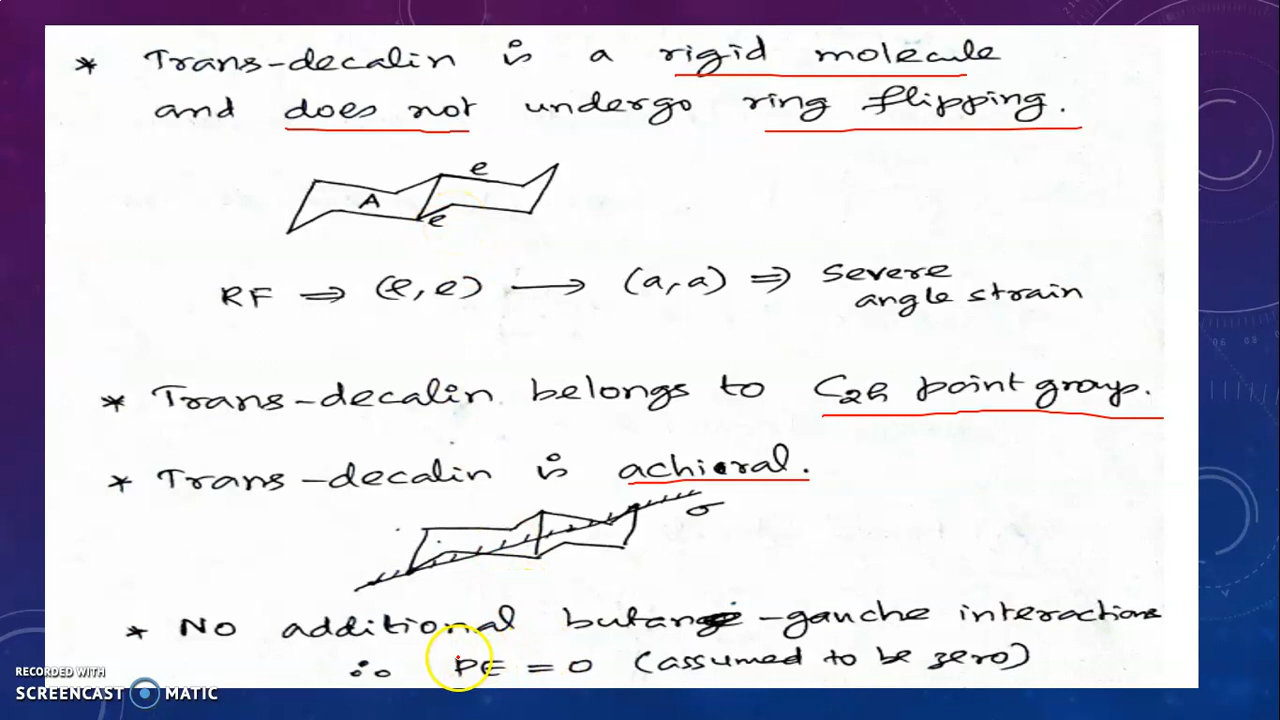 * Trans-decalin is a rigid molecule
and does not undergo ring flipping.
e
A
e
RF ⇒ (e,e) ⟶ (a,a) ⇒ Severe
angle strain
* Trans-decalin belongs to C₂h point group.
* Trans-decalin is achiral.
σ
* No additional butane-gauche interactions
∴ PE = 0 (assumed to be zero)
RECORDED WITH
SCREENCAST MATIC